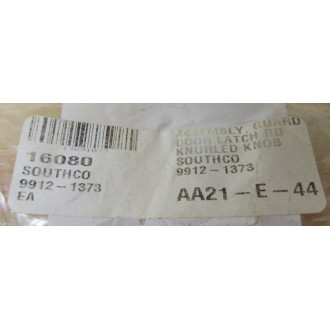 16080
SOUTHCO
9912-1373
EA
ASSEMBLY, GUARD
DOOR LATCH RD
KNURLED KNOB
SOUTHCO
9912-1373
AA21-E-44